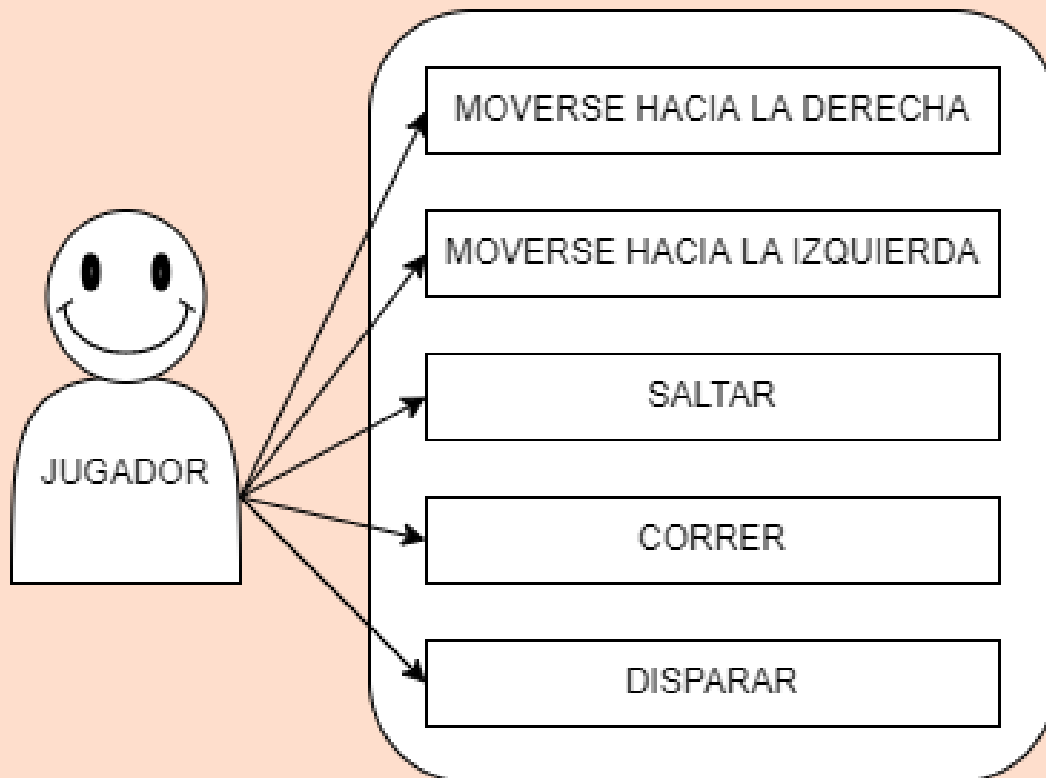 MOVERSE HACIA LA DERECHA
MOVERSE HACIA LA IZQUIERDA
SALTAR
JUGADOR
CORRER
DISPARAR